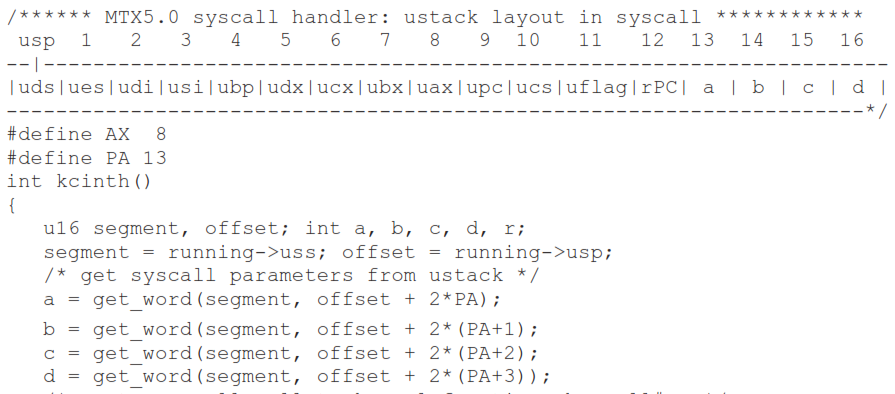 /****** MTX5.0 syscall handler: ustack layout in syscall ************
usp 1 2 3 4 5 6 7 8 9 10 11 12 13 14 15 16
--|-------------------------------------------------------------------
|uds|ues|udi|usi|ubp|udx|ucx|ubx|uax|upc|ucs|uflag|rPC| a | b | c | d |
---------------------------------------------------------------------*/
#define AX 8
#define PA 13
int kcinth()
{
u16 segment, offset; int a, b, c, d, r;
segment = running->uss; offset = running->usp;
/* get syscall parameters from ustack */
a = get_word(segment, offset + 2*PA);
b = get_word(segment, offset + 2*(PA+1);
c = get_word(segment, offset + 2*(PA+2);
d = get_word(segment, offset + 2*(PA+3));